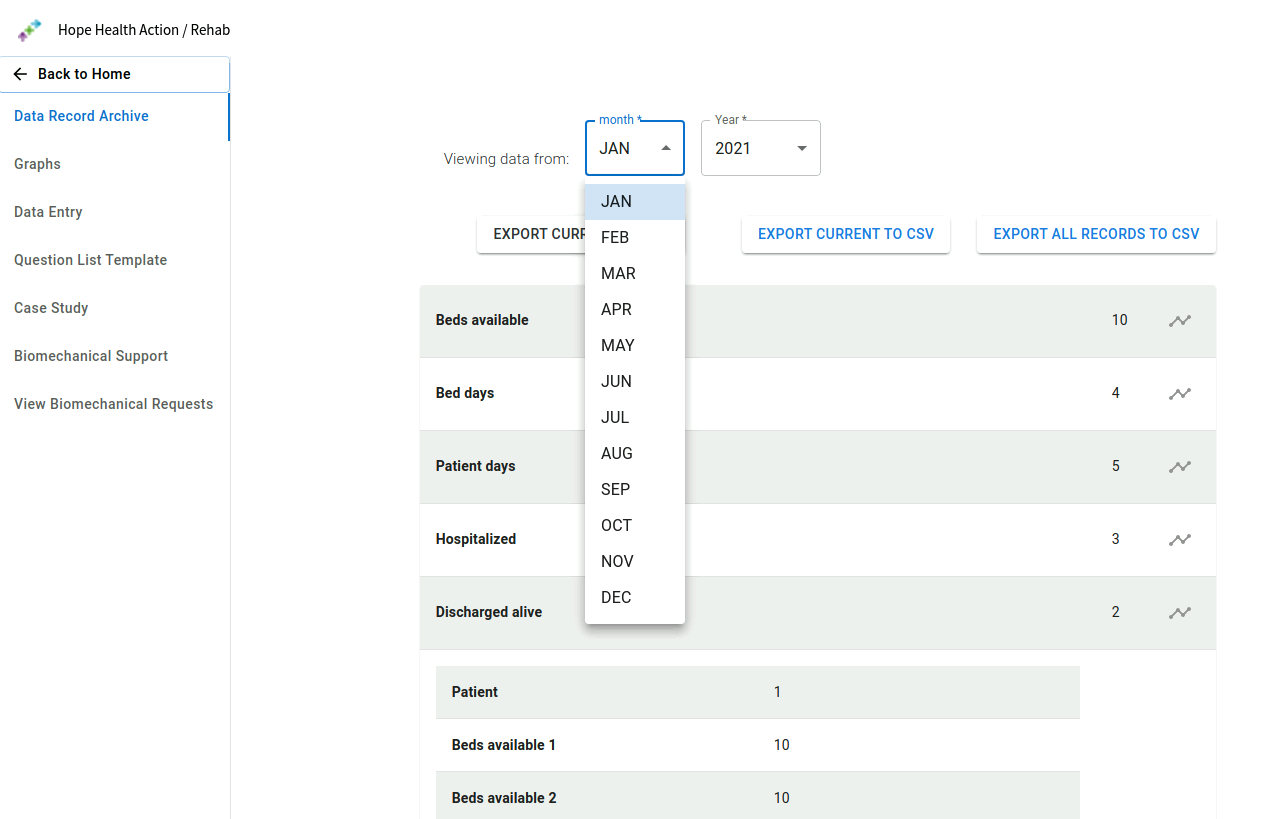 Hope Health Action / Rehab
Back to Home
Data Record Archive
Graphs
Data Entry
Question List Template
Case Study
Biomechanical Support
View Biomechanical Requests
Viewing data from:
month *
JAN
Year *
2021
JAN
FEB
MAR
APR
MAY
JUN
JUL
AUG
SEP
OCT
NOV
DEC
EXPORT
EXPORT CURRENT TO CSV
EXPORT ALL RECORDS TO CSV
Beds available 10
Bed days 4
Patient days 5
Hospitalized 3
Discharged alive 2
Patient 1
Beds available 1 10
Beds available 2 10